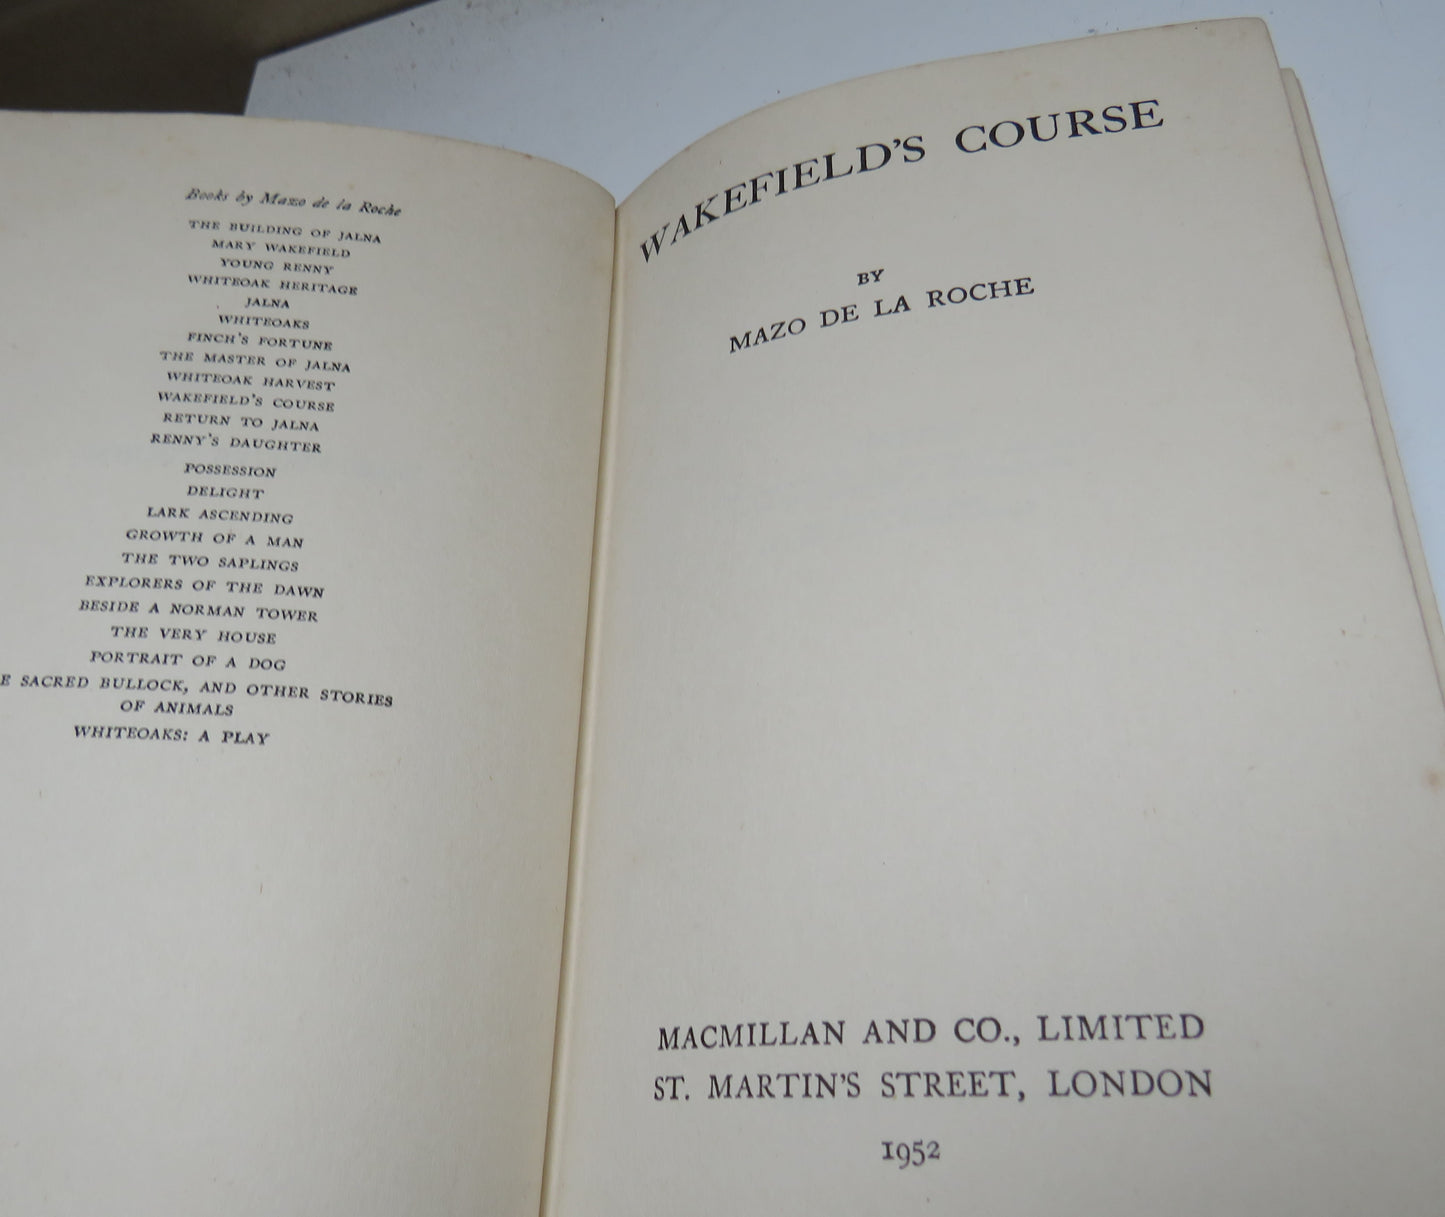 Books by Mazo de la Roche
THE BUILDING OF JALNA
MARY WAKEFIELD
YOUNG RENNY
WHITEOAK HERITAGE
JALNA
WHITEOAKS
FINCH'S FORTUNE
THE MASTER OF JALNA
WHITEOAK HARVEST
WAKEFIELD'S COURSE
RETURN TO JALNA
RENNY'S DAUGHTER
POSSESSION
DELIGHT
LARK ASCENDING
GROWTH OF A MAN
THE TWO SAPLINGS
EXPLORERS OF THE DAWN
BESIDE A NORMAN TOWER
THE VERY HOUSE
PORTRAIT OF A DOG
E SACRED BULLOCK, AND OTHER STORIES
OF ANIMALS
WHITEOAKS: A PLAY
WAKEFIELD'S COURSE
BY
MAZO DE LA ROCHE
MACMILLAN AND CO., LIMITED
ST. MARTIN'S STREET, LONDON
1952